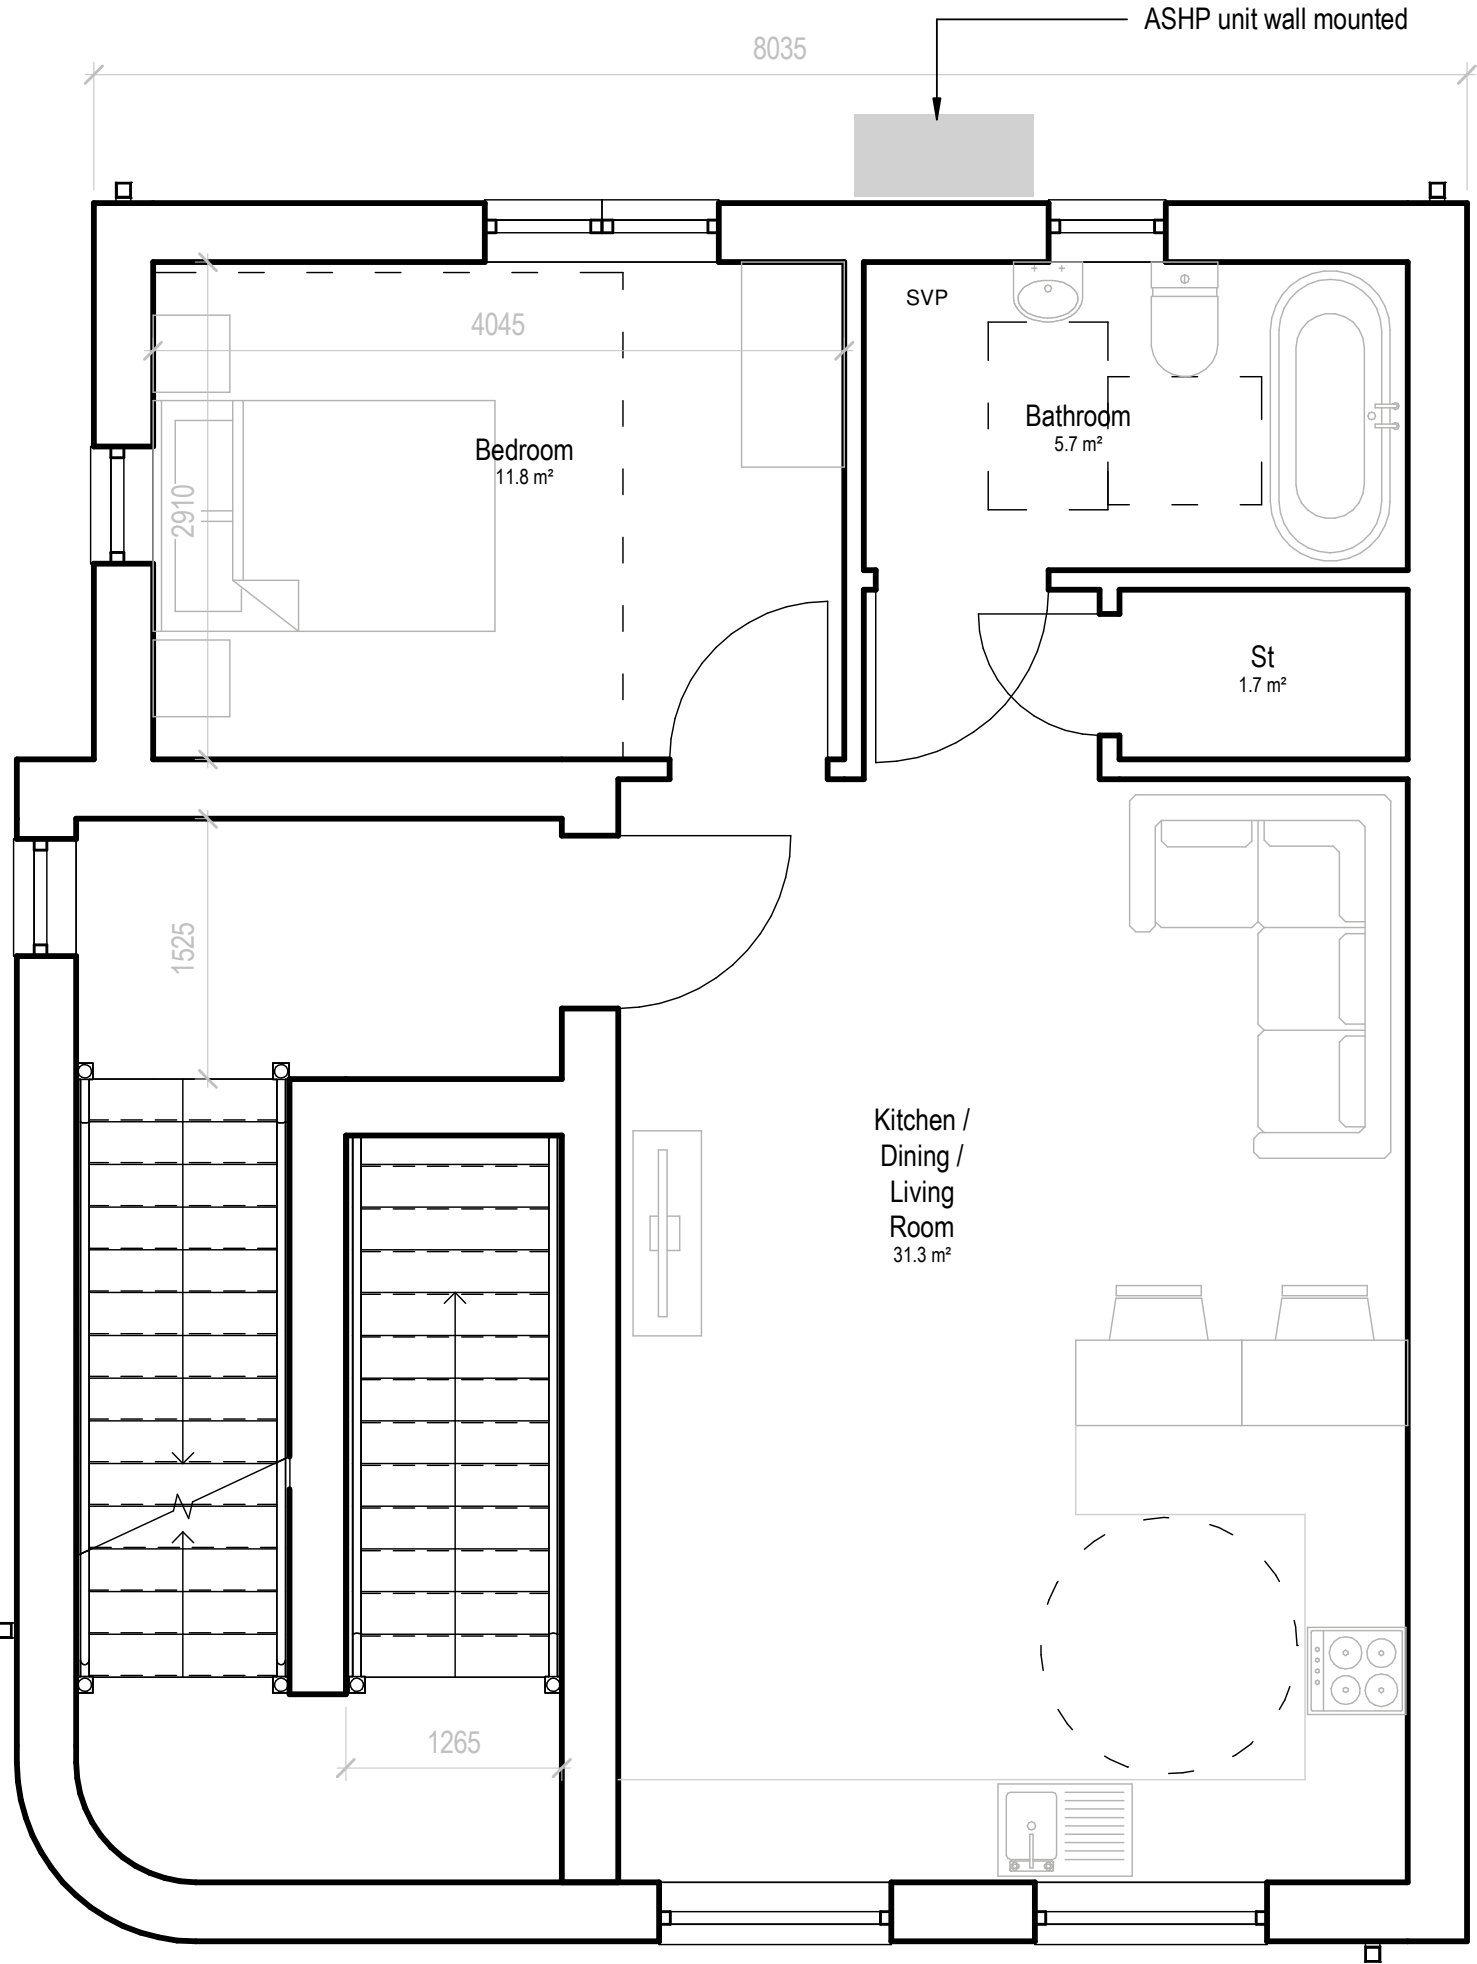 ASHP unit wall mounted
8035
SVP
4045
Bathroom
5.7 m²
Bedroom
11.8 m²
2910
St
1.7 m²
1525
Kitchen /
Dining /
Living
Room
31.3 m²
1265